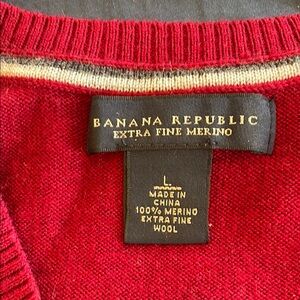 BANANA REPUBLIC
EXTRA FINE MERINO
L
MADE IN
CHINA
100% MERINO
EXTRA FINE
WOOL